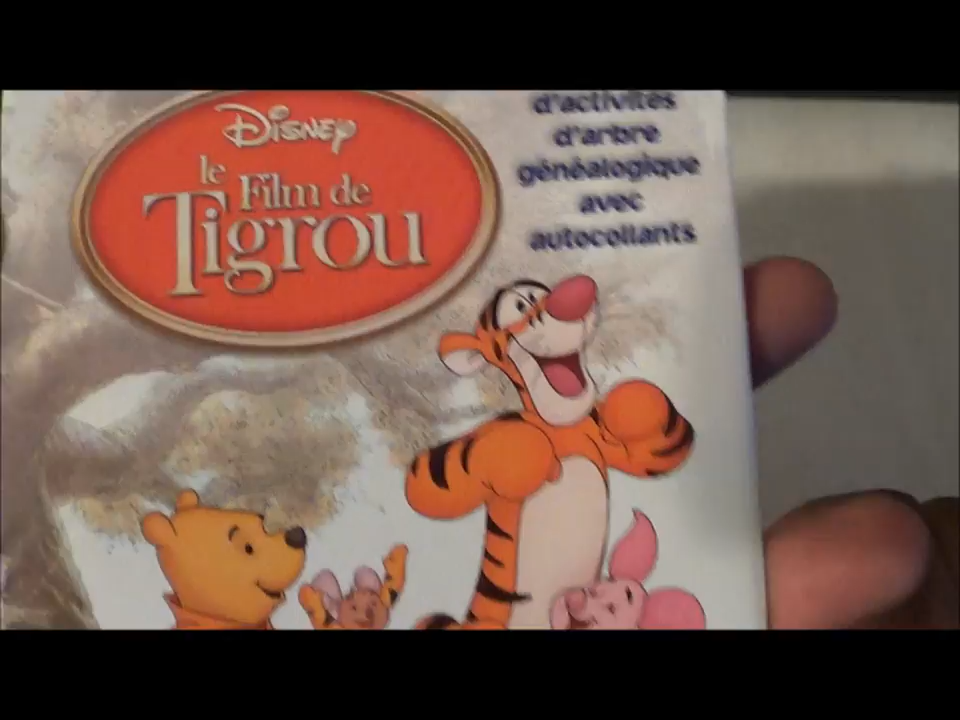 Disney
le Film de
Tigrou
d'activités
d'arbre
généalogique
avec
autocollants